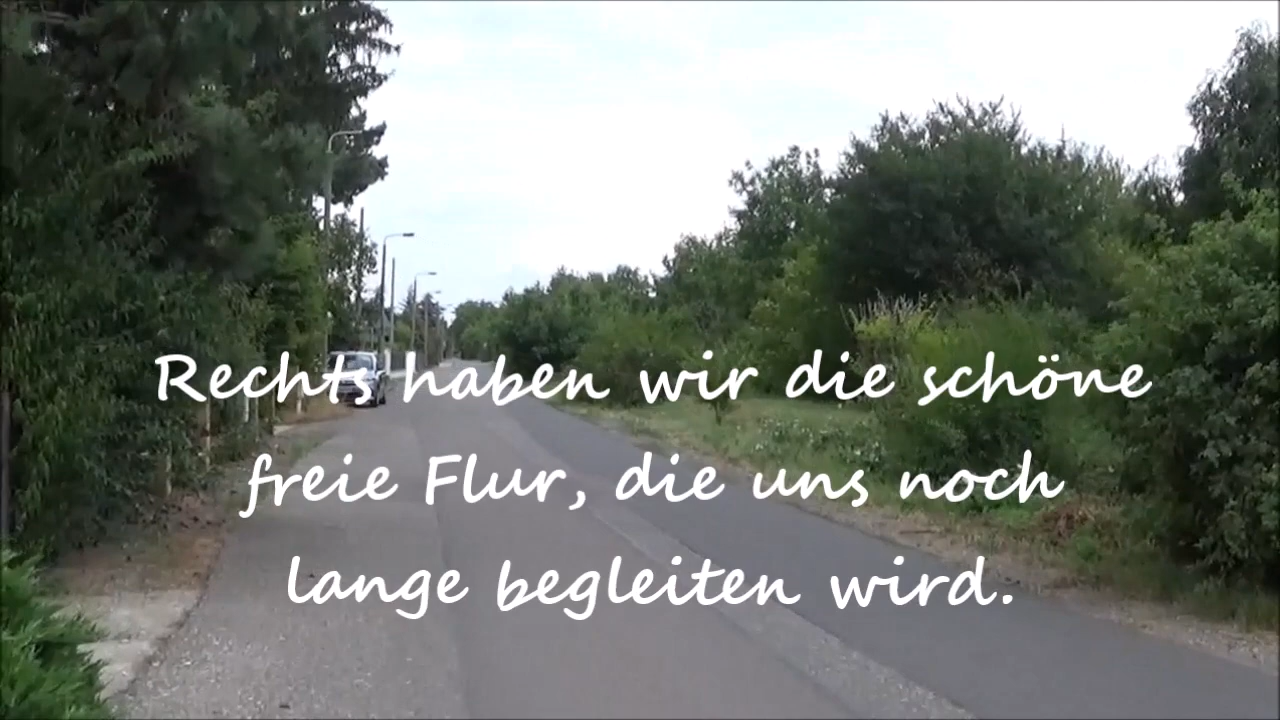 Rechts haben wir die schöne
freie Flur, die uns noch
lange begleiten wird.